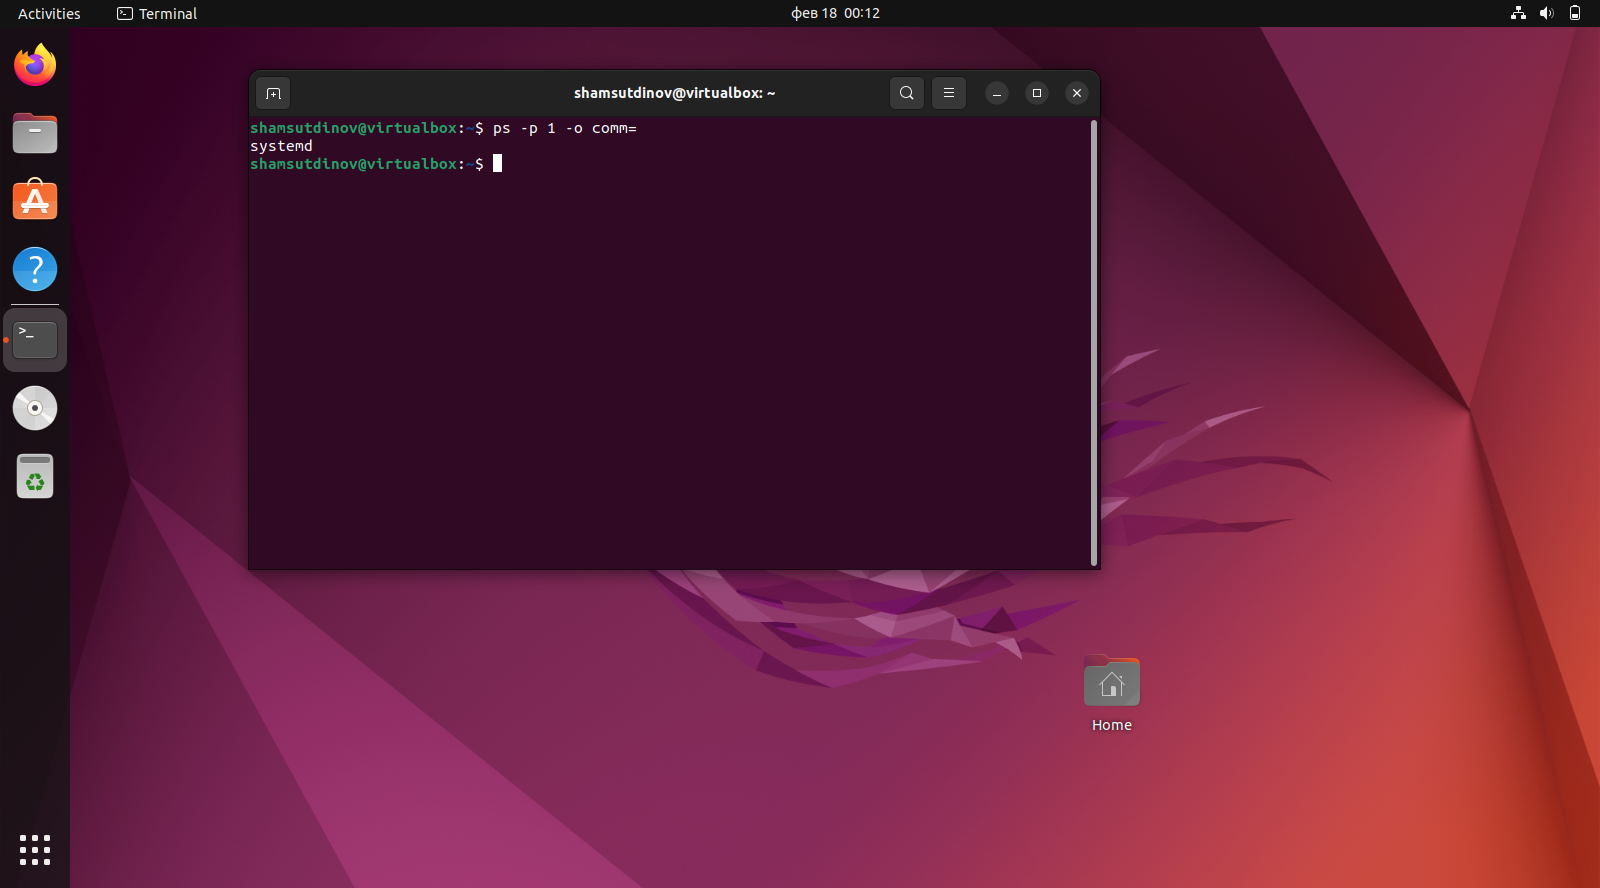 Activities
Terminal
фев 18 00:12
shamsutdinov@virtualbox: ~
shamsutdinov@virtualbox:~$ ps -p 1 -o comm=
systemd
shamsutdinov@virtualbox:~$
Home